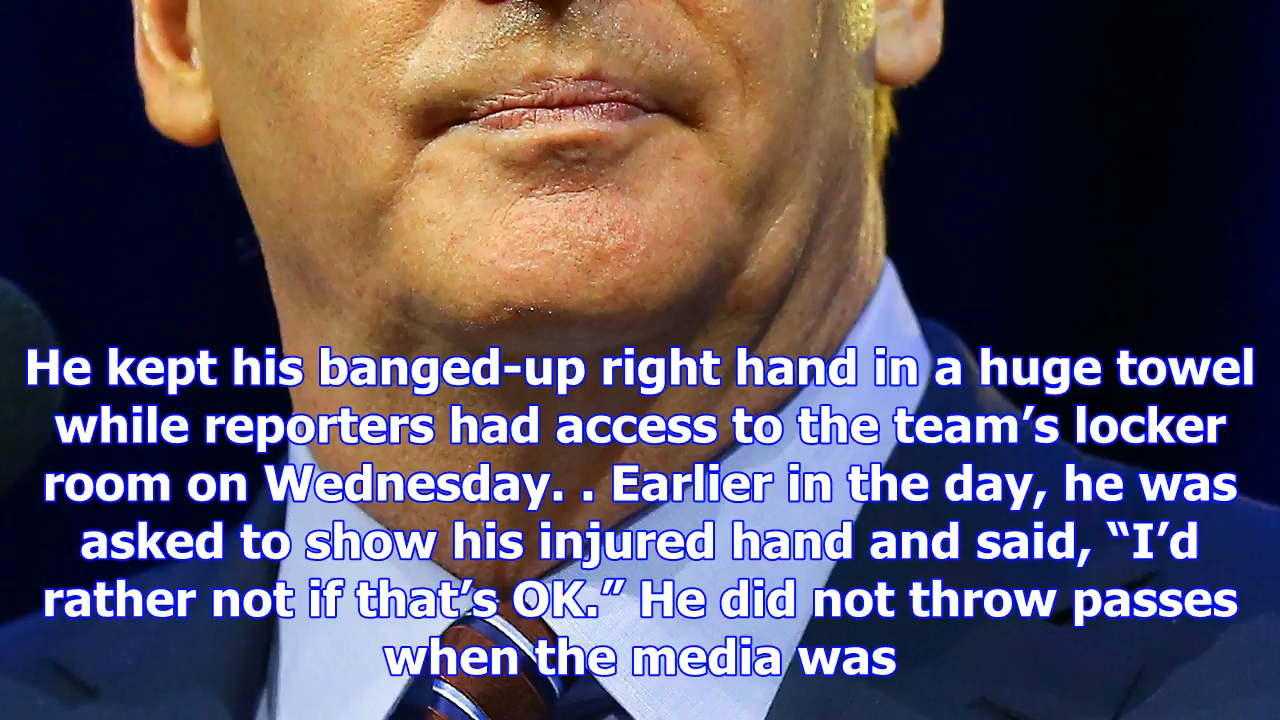 He kept his banged-up right hand in a huge towel
while reporters had access to the team’s locker
room on Wednesday. . Earlier in the day, he was
asked to show his injured hand and said, “I’d
rather not if that’s OK.” He did not throw passes
when the media was